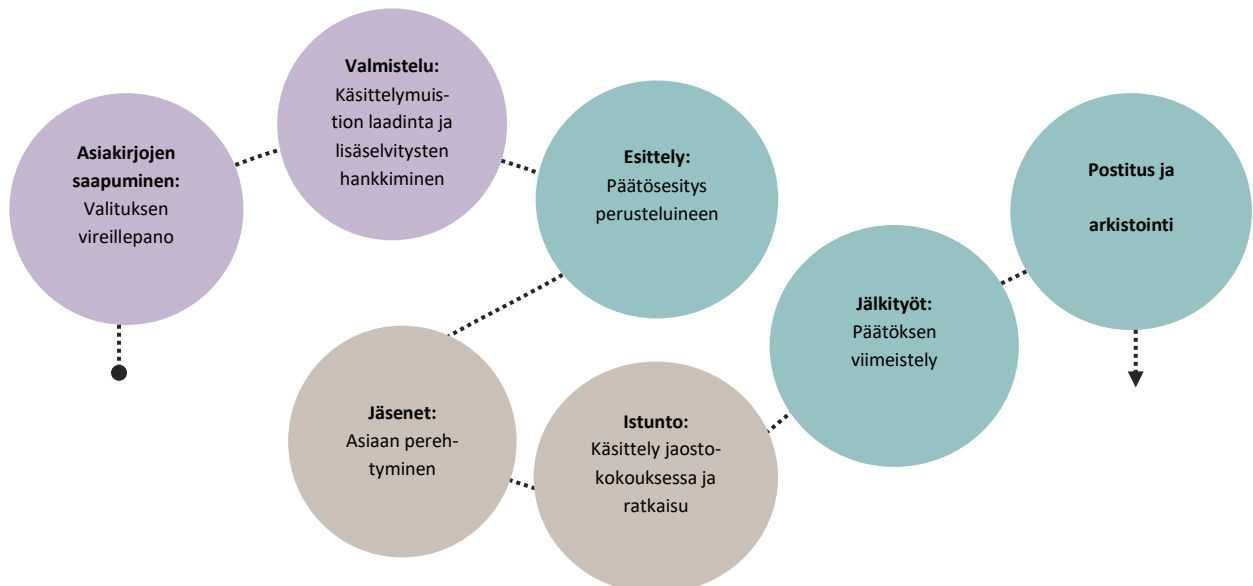 Asiakirjojen
saapuminen:
Valituksen
vireillepano
Valmistelu:
Käsittelymuis-
tion laadinta ja
lisäselvitysten
hankkiminen
Esittely:
Päätösesitys
perusteluineen
Jäsenet:
Asiaan pereh-
tyminen
Istunto:
Käsittely jaosto-
kokouksessa ja
ratkaisu
Jälkityöt:
Päätöksen
viimeistely
Postitus ja
arkistointi